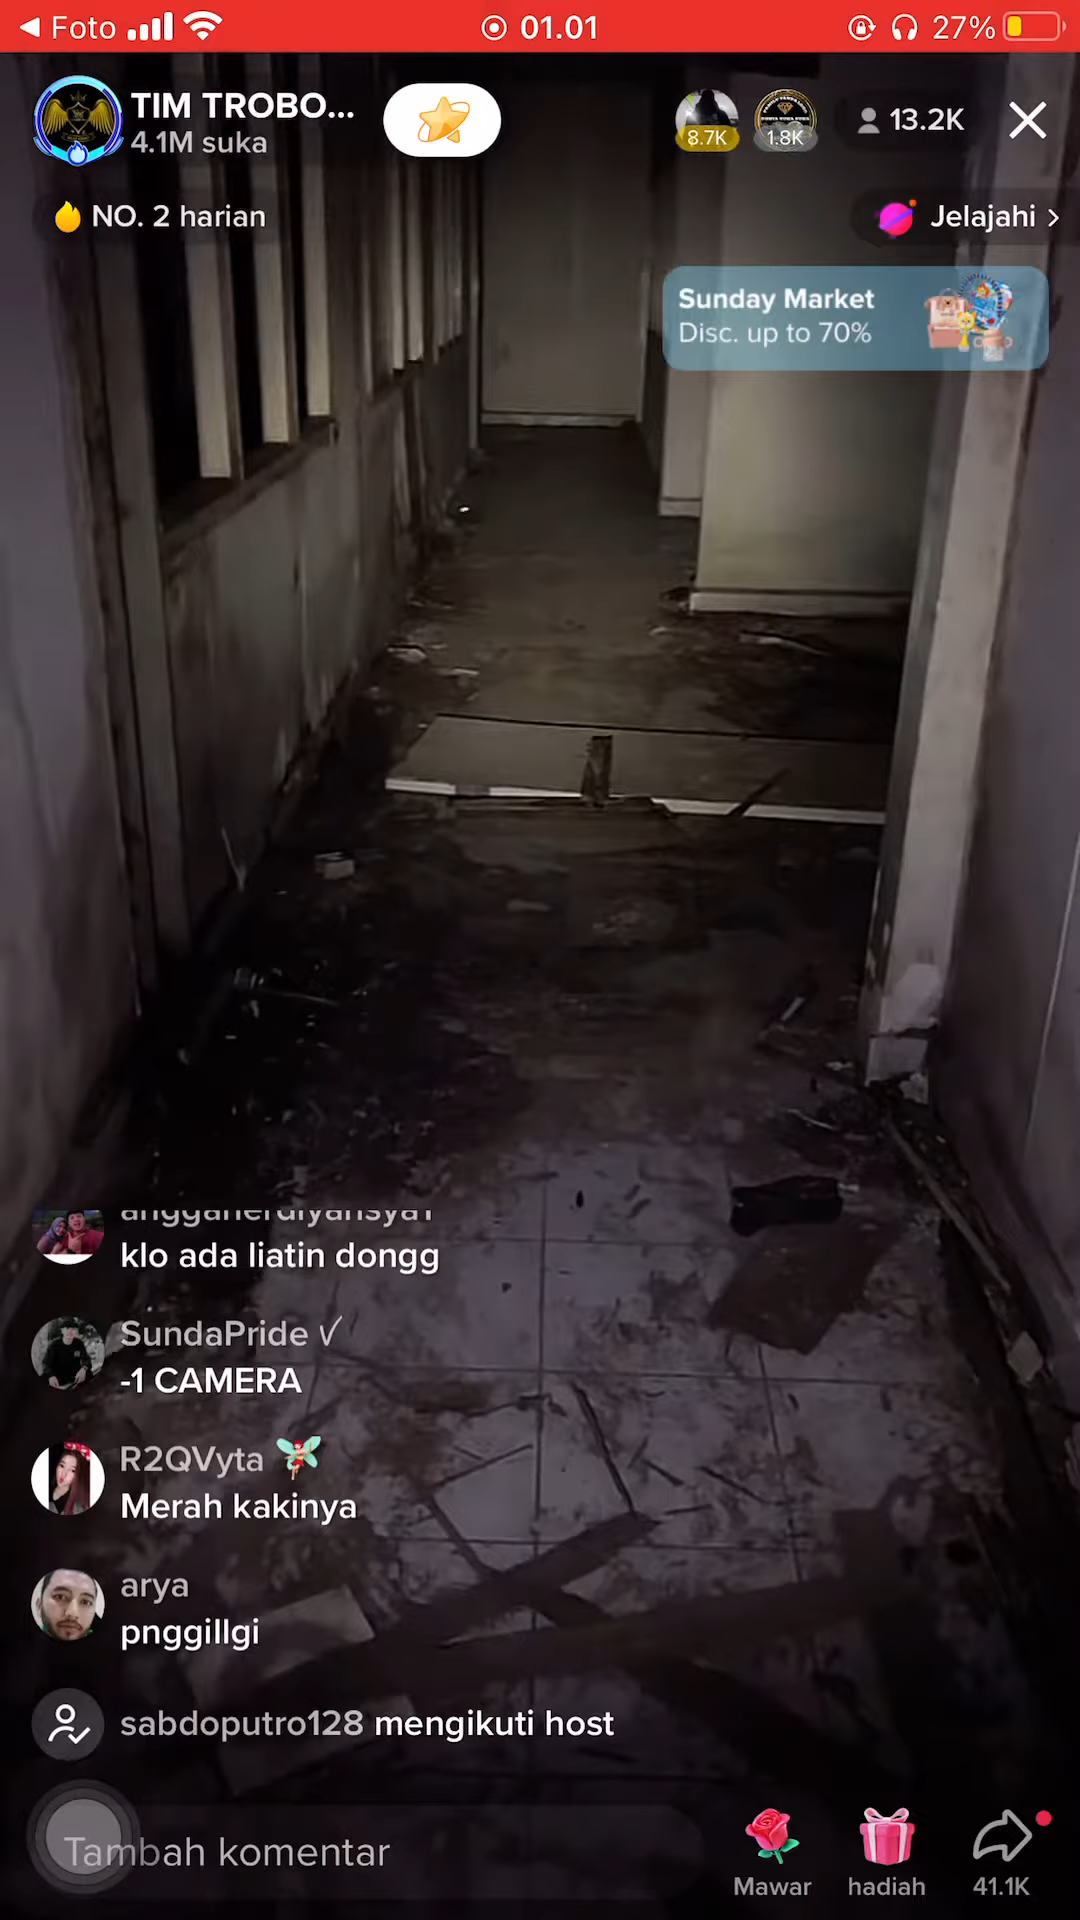 Foto
01.01
27%
TIM TROBO...
4.1M suka
8.7K
1.8K
13.2K
NO. 2 harian
Jelajahi
Sunday Market
Disc. up to 70%
klo ada liatin dongg
SundaPride √
-1 CAMERA
R2QVyta
Merah kakinya
arya
pnggillgi
sabdoputro128 mengikuti host
Tambah komentar
Mawar
hadiah
41.1K